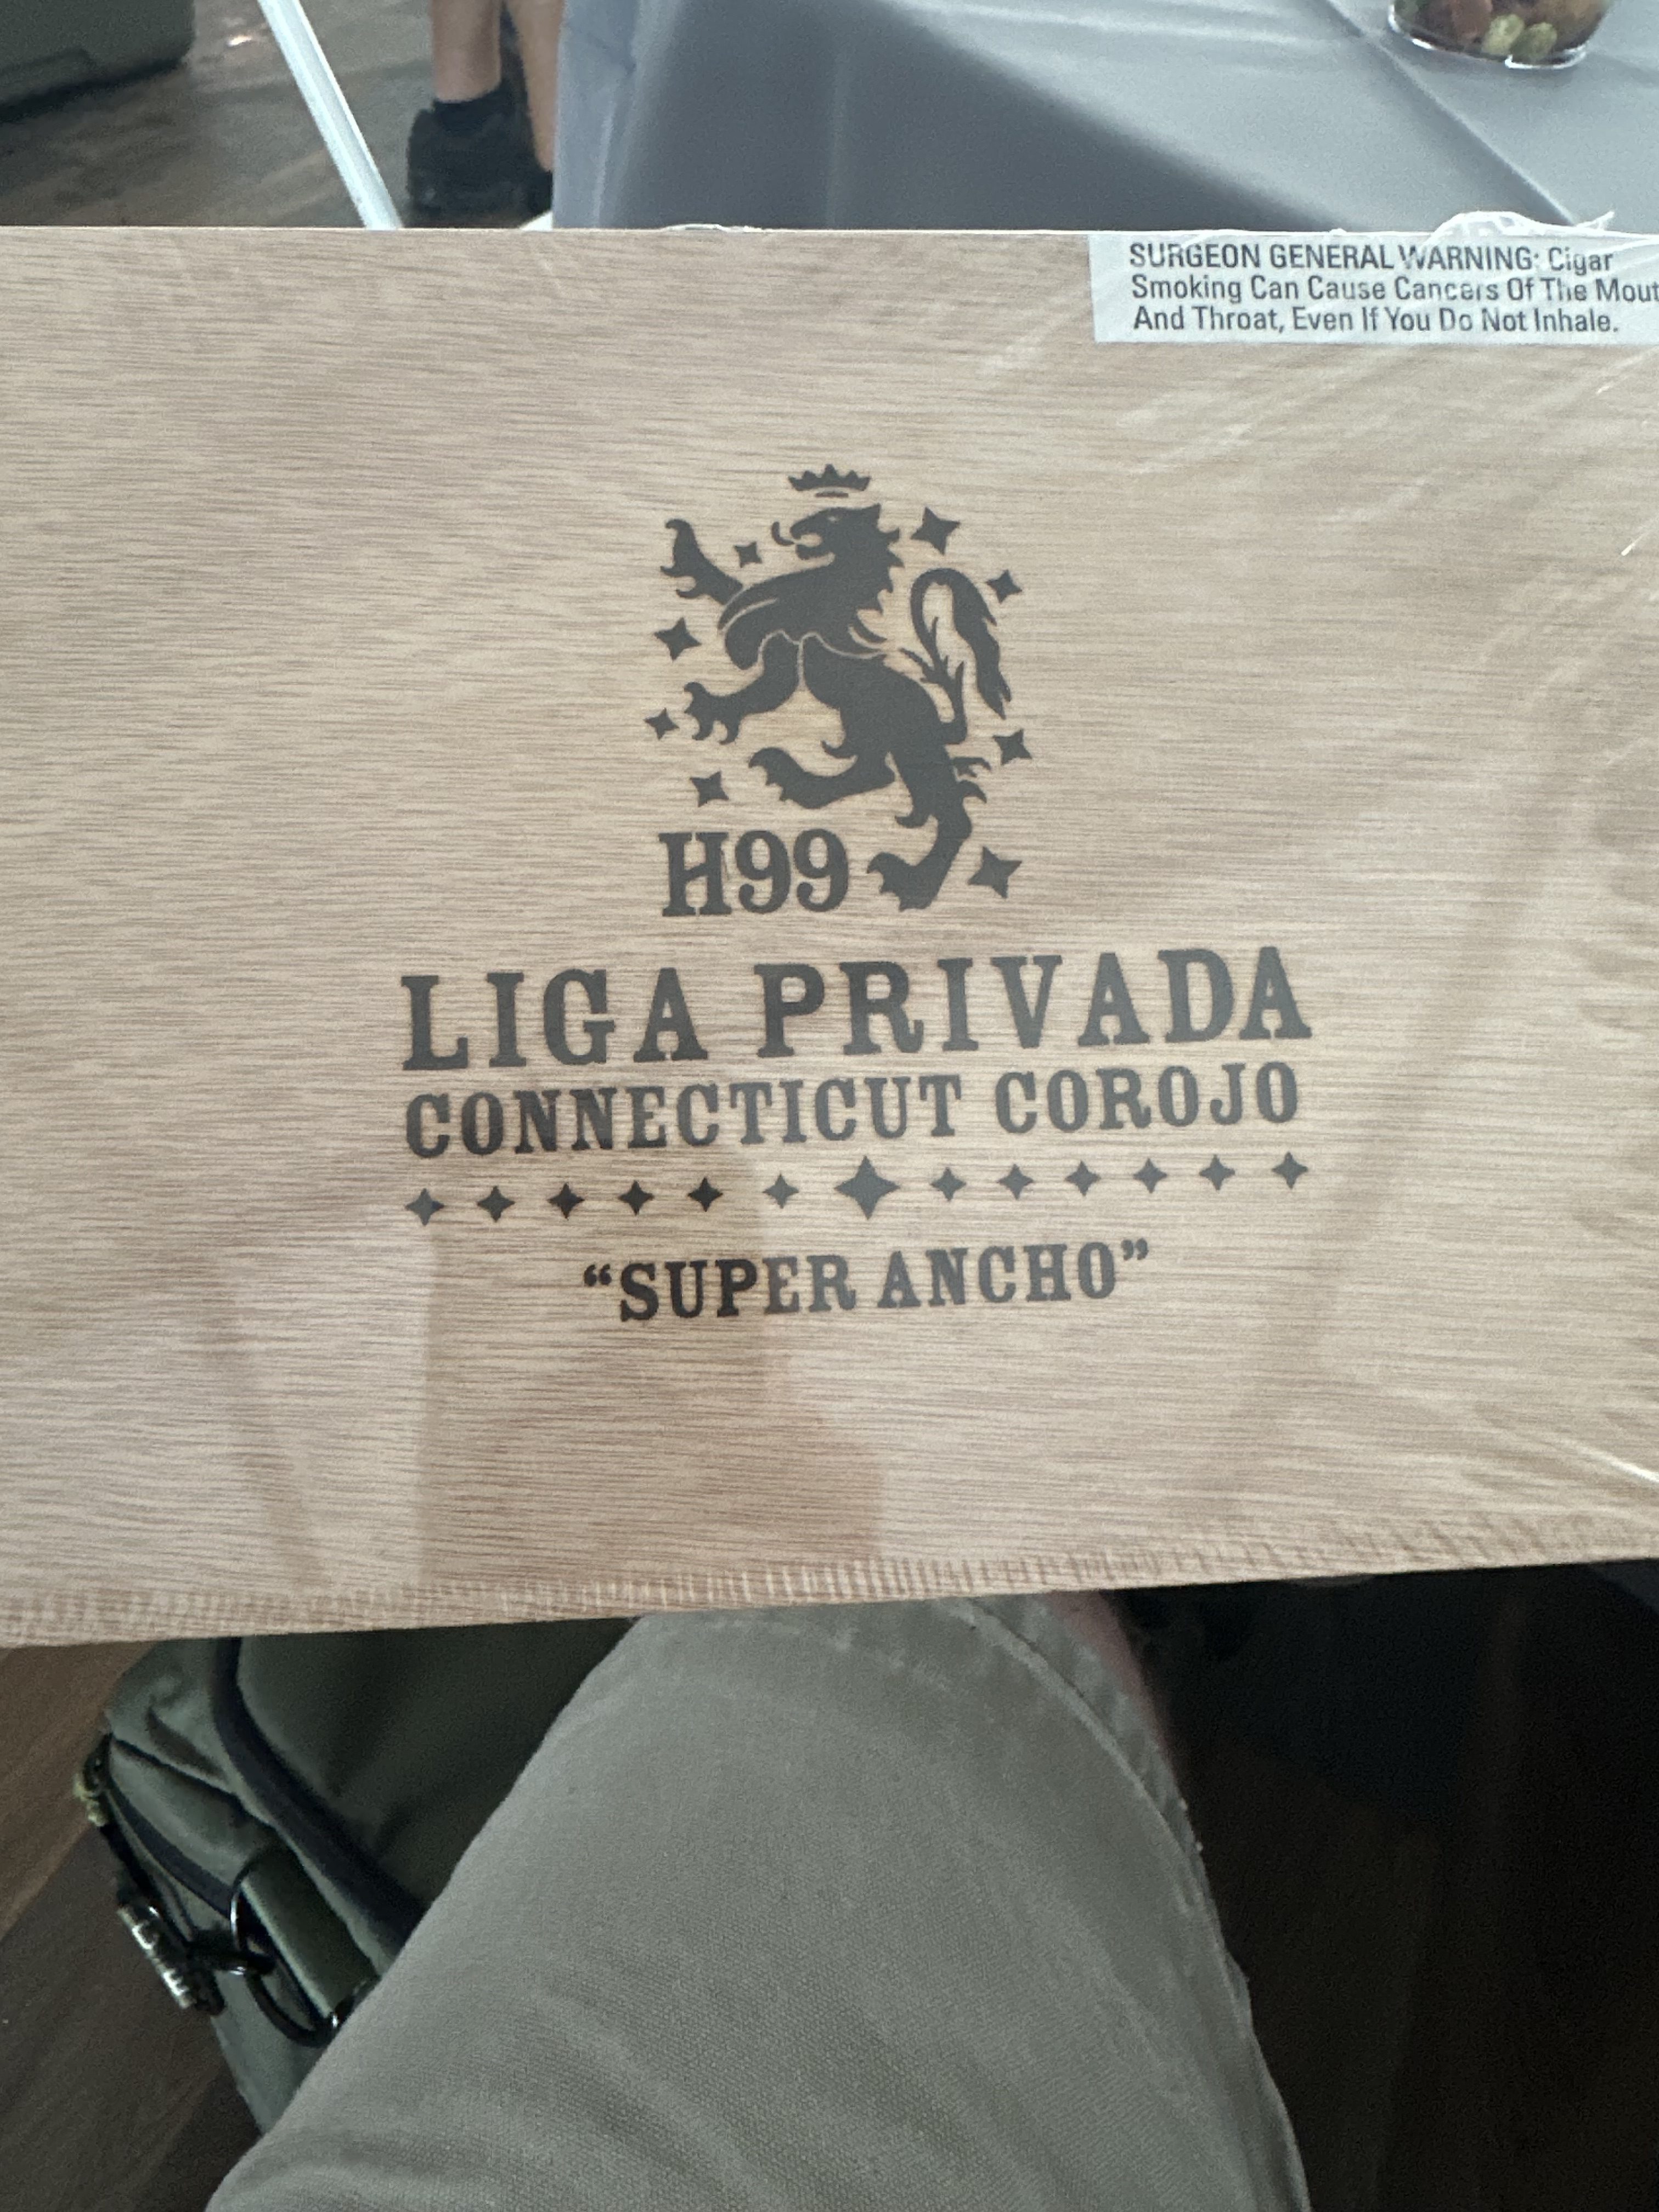 SURGEON GENERAL WARNING: Cigar
Smoking Can Cause Cancers Of The Mout
And Throat, Even If You Do Not Inhale.
H99
LIGA PRIVADA
CONNECTICUT COROJO
“SUPER ANCHO”